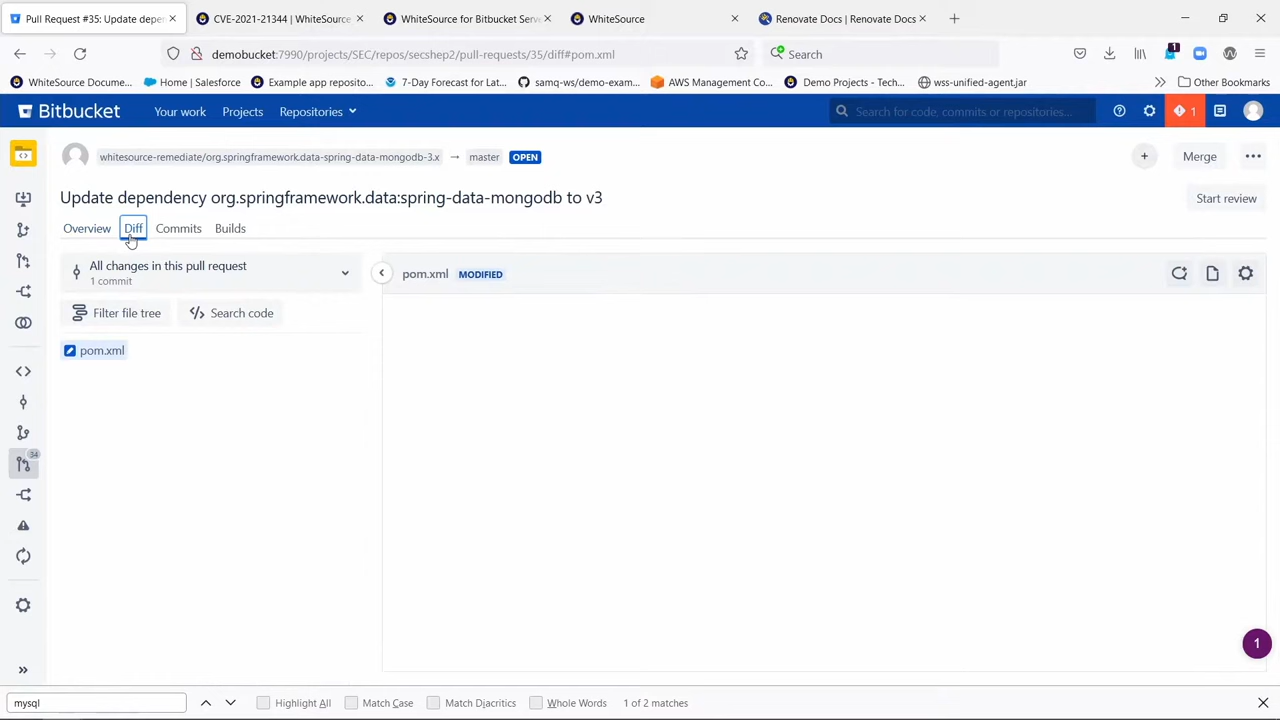 Pull Request #35: Update depen
CVE-2021-21344 | WhiteSource
WhiteSource for Bitbucket Serv
WhiteSource
Renovate Docs | Renovate Docs
demobucket:7990/projects/SEC/repos/secshep2/pull-requests/35/diff#pom.xml
Search
1
WhiteSource Docume...
Home | Salesforce
Example app reposito...
7-Day Forecast for Lat...
samq-ws/demo-exam...
AWS Management Co...
Demo Projects - Tech...
wss-unified-agent.jar
Other Bookmarks
Bitbucket
Your work
Projects
Repositories
Search for code, commits or repositories...
1
whitesource-remediate/org.springframework.data-spring-data-mongodb-3.x → master OPEN
Merge
Update dependency org.springframework.data:spring-data-mongodb to v3
Start review
Overview
Diff
Commits
Builds
All changes in this pull request
1 commit
pom.xml MODIFIED
Filter file tree
Search code
pom.xml
34
1
mysql
Highlight All
Match Case
Match Diacritics
Whole Words
1 of 2 matches